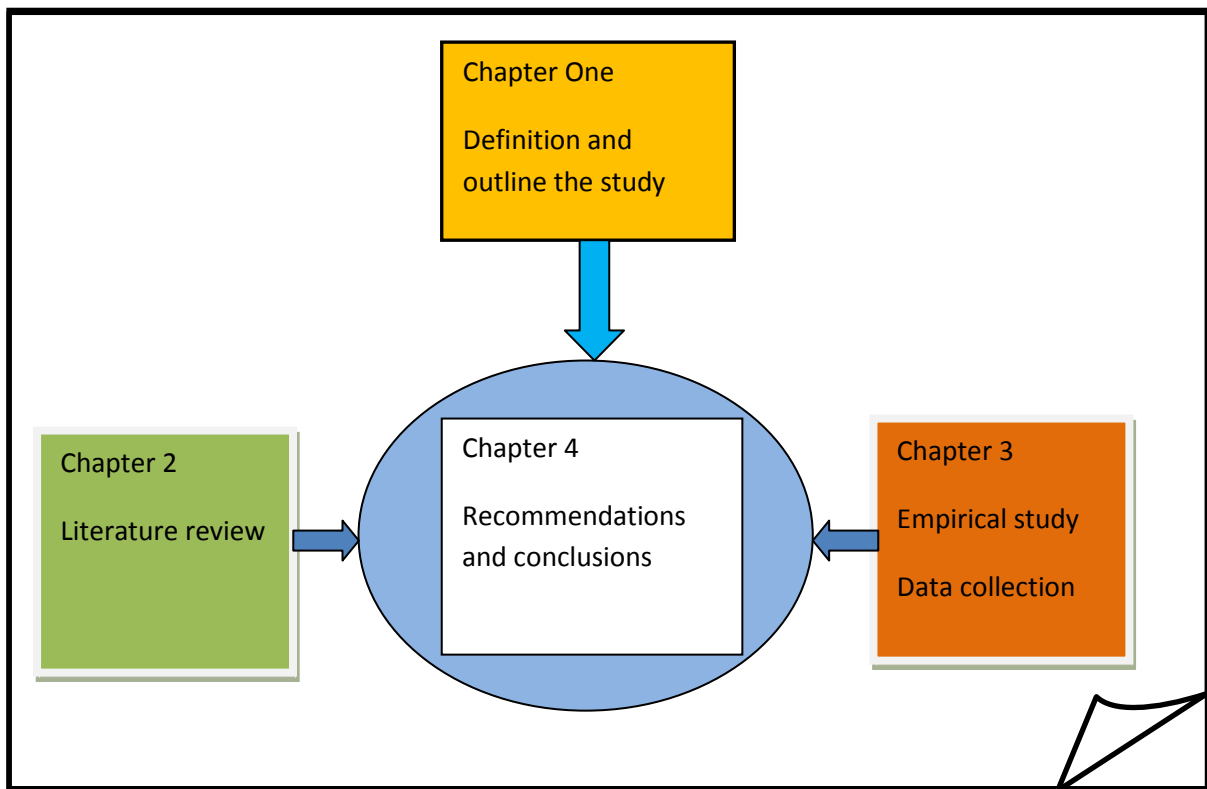 Chapter One
Definition and
outline the study
Chapter 2
Literature review
Chapter 4
Recommendations
and conclusions
Chapter 3
Empirical study
Data collection